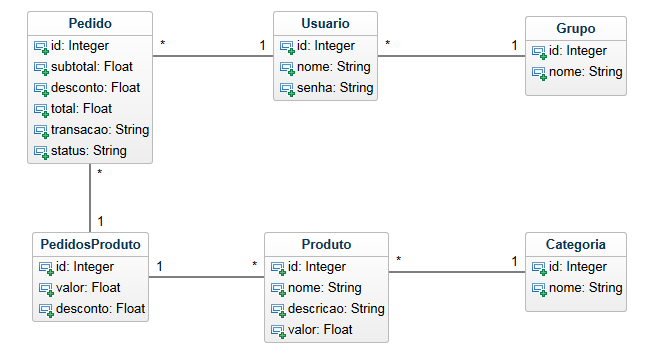 Pedido
id: Integer
subtotal: Float
desconto: Float
total: Float
transacao: String
status: String
*
1
Usuario
id: Integer
nome: String
senha: String
*
1
Grupo
id: Integer
nome: String
*
1
PedidosProduto
id: Integer
valor: Float
desconto: Float
1
*
Produto
id: Integer
nome: String
descricao: String
valor: Float
*
1
Categoria
id: Integer
nome: String